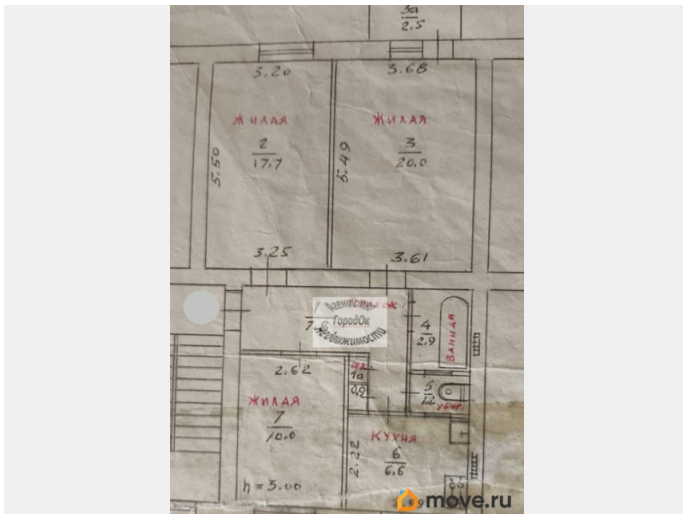 3а
2.5
3.20
3.68
ЖИЛАЯ
2
17,7
5.50
ЖИЛАЯ
3
20.0
5.49
3.25
3.61
Агентство
ГородОк
Недвижимости
4
2.9
ВАННАЯ
2.62
ЖИЛАЯ
7
10.0
h=3.00
1а
0.9
5
1.2
КУХНЯ
6
6.6
2.22
move.ru